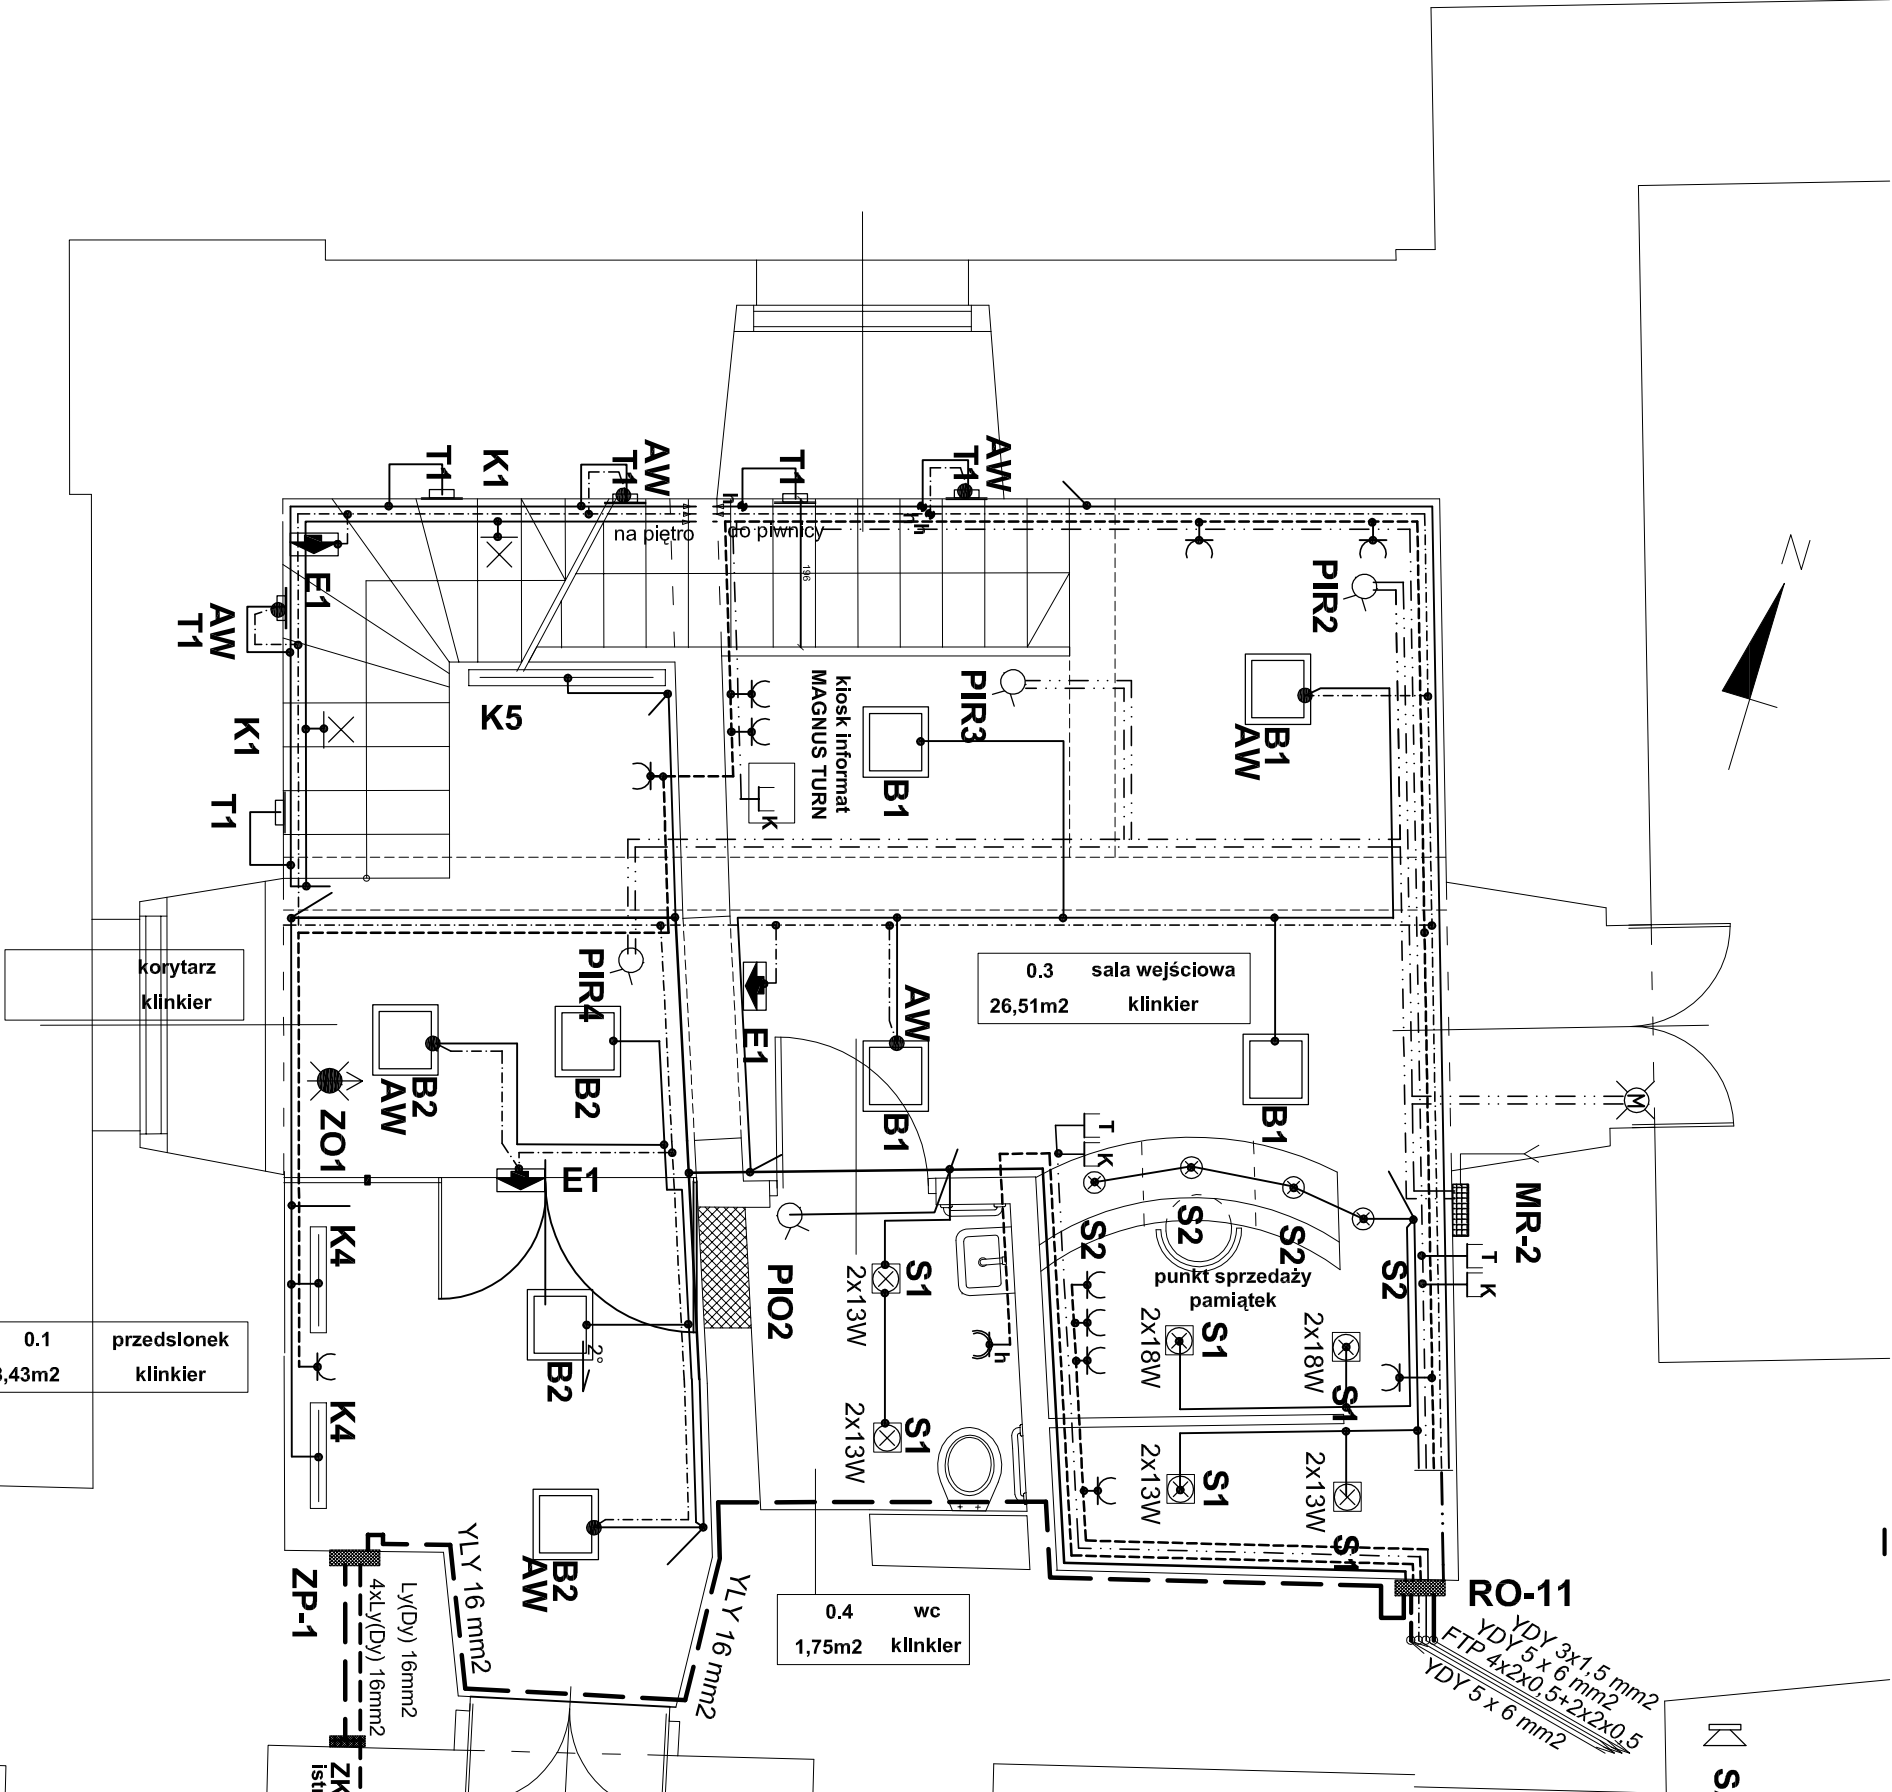 N
T1
K1
AW
T1
T1
AW
T1
h
h
h
na piętro
do piwnicy
196
E1
AW
T1
K1
T1
K5
kiosk informat
MAGNUS TURN
K
B1
PIR3
PIR2
B1
AW
korytarz
klinkier
PIR4
B2
AW
B2
ZO1
E1
E1
AW
B1
0.3 sala wejściowa
26,51m2 klinkier
B1
T
K
MR-2
M
T
K
S2
S2
S2
S2
punkt sprzedaży
pamiątek
K4
K4
0.1 przedsionek
3,43m2 klinkier
B2
2°
PIO2
S1
2x13W
S1
2x13W
h
S1
2x18W
S1
2x18W
S1
2x13W
S1
2x13W
B2
AW
ZP-1
Ly(Dy) 16mm2
4xLy(Dy) 16mm2
YLY 16 mm2
YLY 16 mm2
0.4 wc
1,75m2 klinkier
RO-11
YDY 3x1,5 mm2
YDY 5 x 6 mm2
FTP 4x2x0,5+2x2x0,5
YDY 5 x 6 mm2
ZK
istr
S